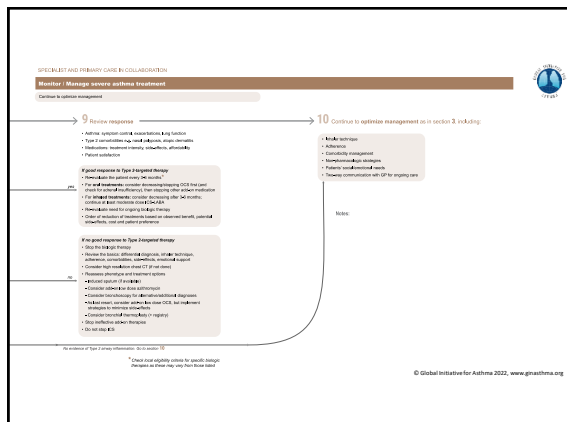 SPECIALIST AND PRIMARY CARE IN COLLABORATION
Monitor / Manage severe asthma treatment
Continue to optimize management
9 Review response
• Asthma: symptom control, exacerbations, lung function
• Type 2 comorbidities e.g. nasal polyposis, atopic dermatitis
• Medications: treatment intensity, side-effects, affordability
• Patient satisfaction
yes
If good response to Type 2-targeted therapy
• Re-evaluate the patient every 3-6 months*
• For oral treatments: consider decreasing/stopping OCS first (and
check for adrenal insufficiency), then stopping other add-on medication
• For inhaled treatments: consider decreasing after 3-6 months;
continue at least moderate dose ICS-LABA
• Re-evaluate need for ongoing biologic therapy
• Order of reduction of treatments based on observed benefit, potential
side-effects, cost and patient preference
no
If no good response to Type 2-targeted therapy
• Stop the biologic therapy
• Review the basics: differential diagnosis, inhaler technique,
adherence, comorbidities, side-effects, emotional support
• Consider high resolution chest CT (if not done)
• Reassess phenotype and treatment options
– Induced sputum (if available)
– Consider add-on low dose azithromycin
– Consider bronchoscopy for alternative/additional diagnoses
– As last resort, consider add-on low dose OCS, but implement
strategies to minimize side-effects
– Consider bronchial thermoplasty (+ registry)
• Stop ineffective add-on therapies
• Do not stop ICS
No evidence of Type 2 airway inflammation. Go to section 10
* Check local eligibility criteria for specific biologic
therapies as these may vary from those listed
10 Continue to optimize management as in section 3, including:
• Inhaler technique
• Adherence
• Comorbidity management
• Non-pharmacologic strategies
• Patients' social/emotional needs
• Two-way communication with GP for ongoing care
Notes:
© Global Initiative for Asthma 2022, www.ginasthma.org